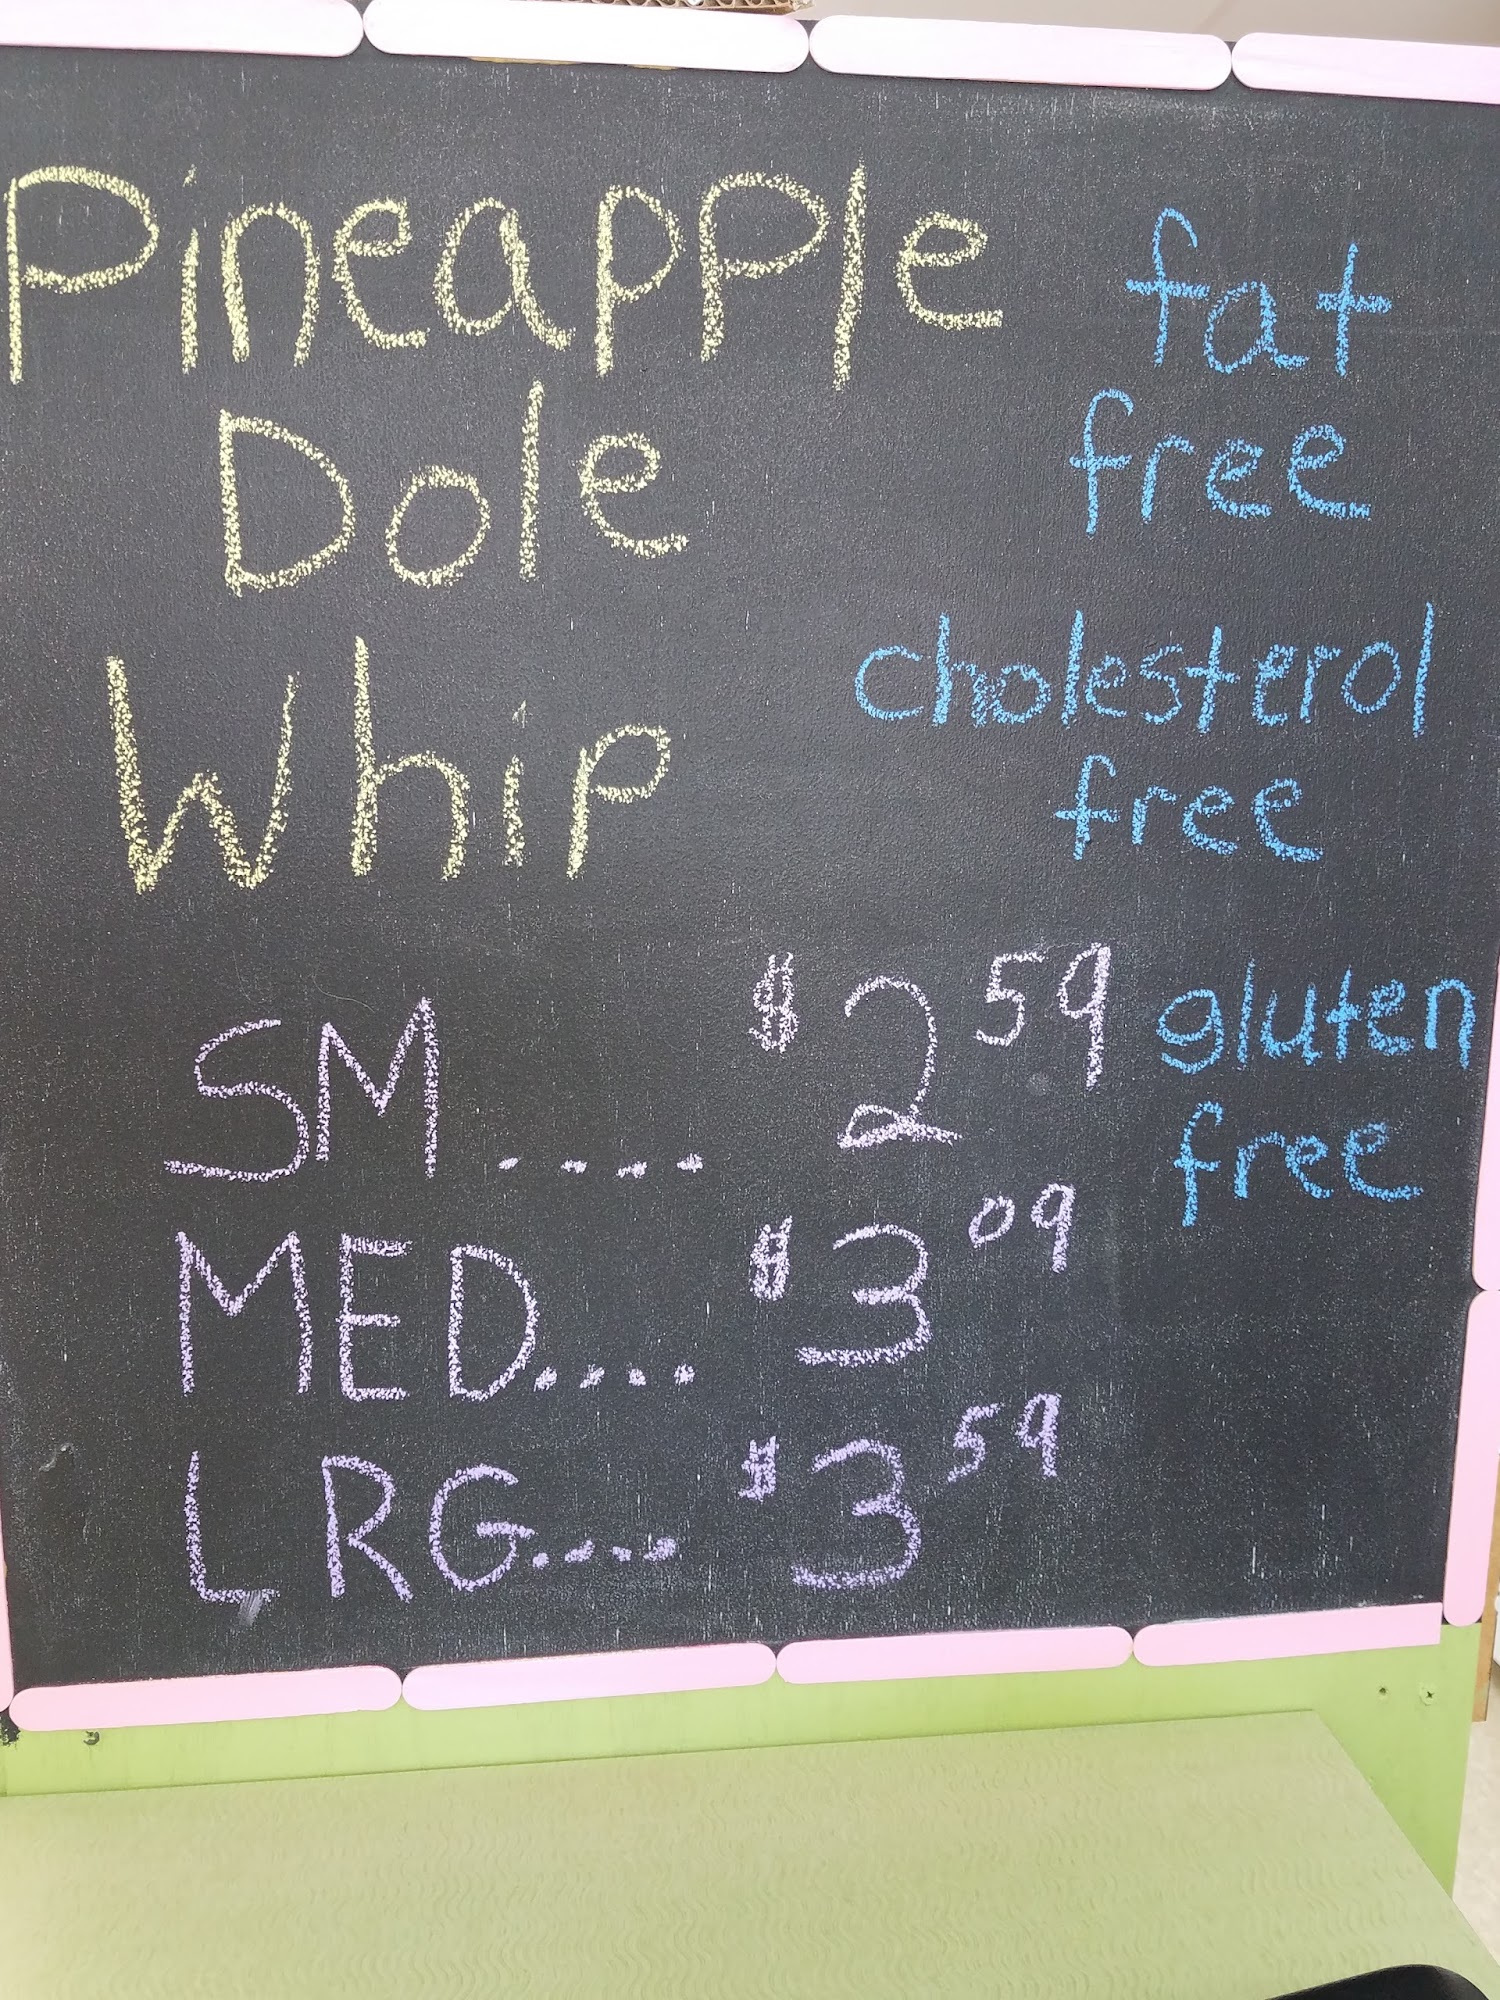 Pineapple
Dole
Whip
fat
free
cholesterol
free
gluten
free
SM.... $2.59
MED.... $3.09
LRG.... $3.59